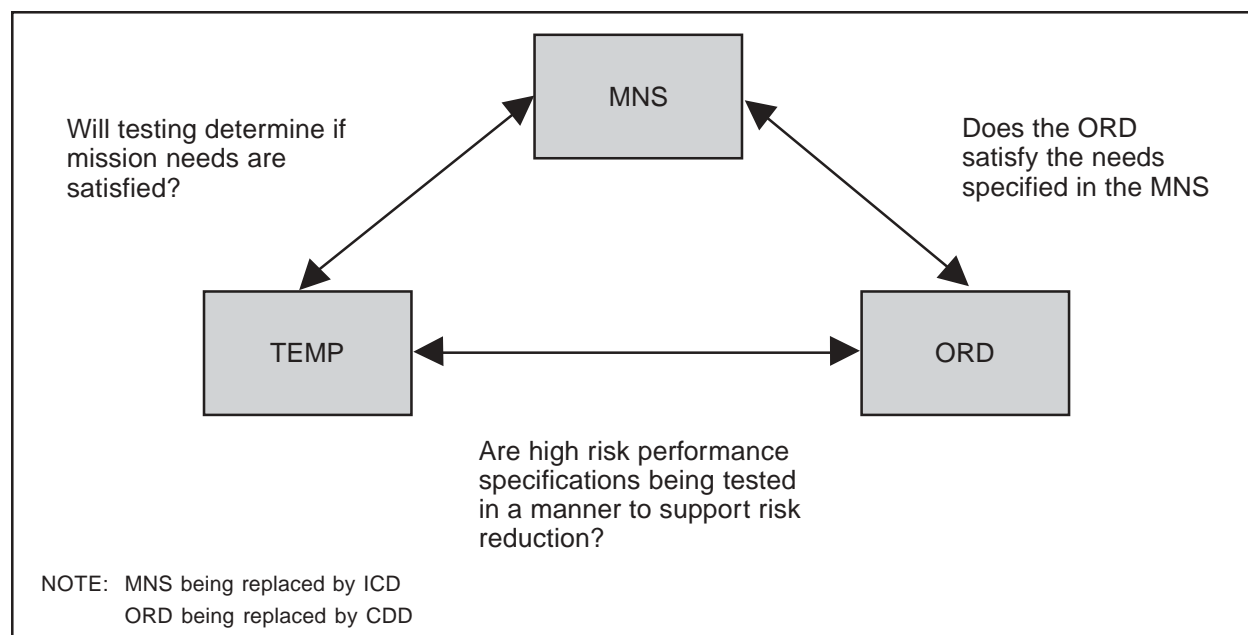 MNS
Will testing determine if
mission needs are
satisfied?
Does the ORD
satisfy the needs
specified in the MNS
TEMP
ORD
Are high risk performance
specifications being tested
in a manner to support risk
reduction?
NOTE: MNS being replaced by ICD
ORD being replaced by CDD